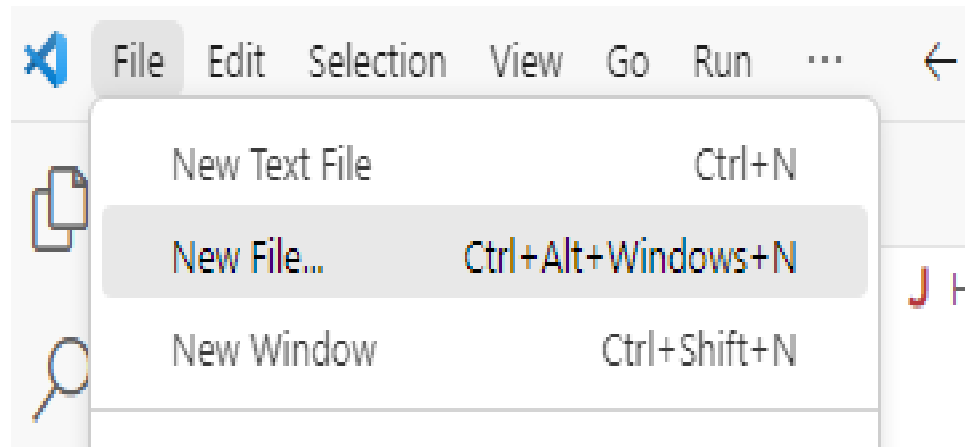 File Edit Selection View Go Run ...
New Text File Ctrl+N
New File... Ctrl+Alt+Windows+N
J H
New Window Ctrl+Shift+N